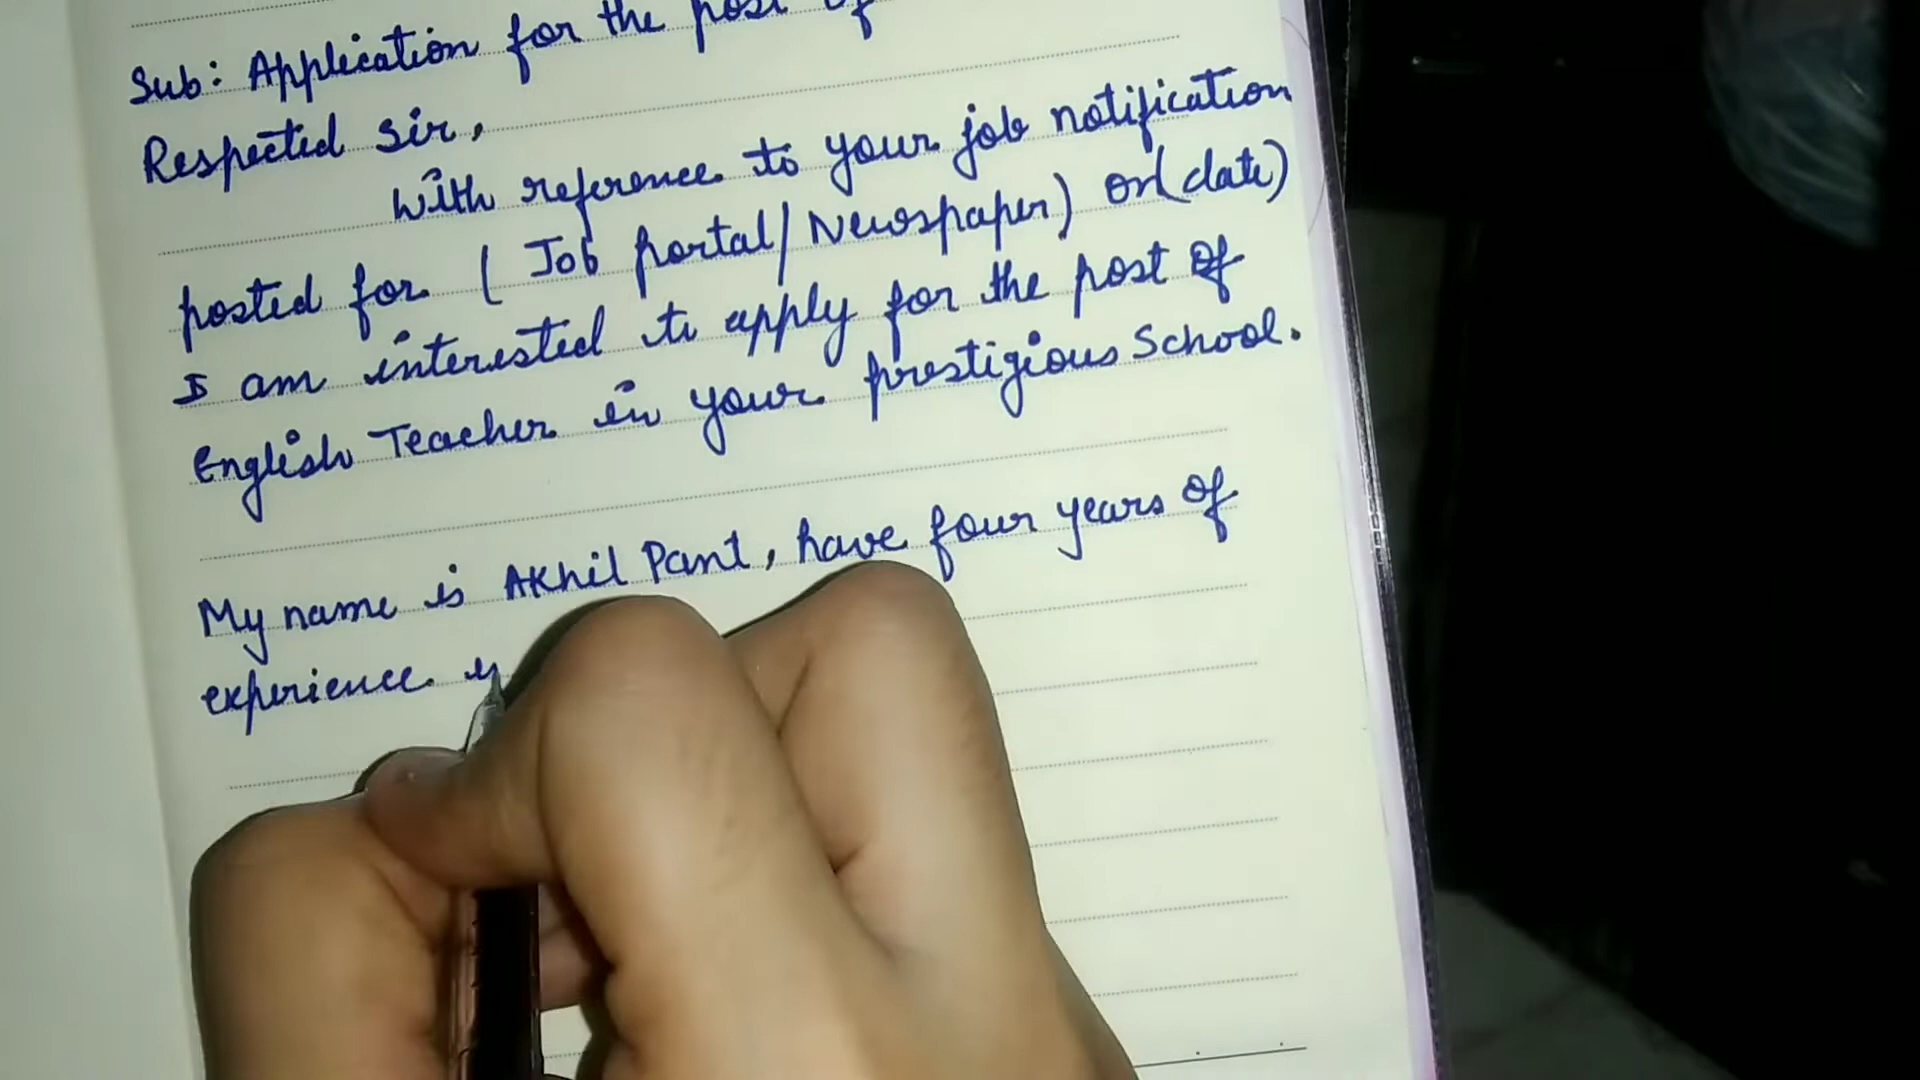 Sub: Application for the post of
Respected Sir,
With reference to your job notification
posted for ( Job portal/Newspaper) on(date)
I am interested to apply for the post of
English Teacher in your prestigious School.
My name is Akhil Pant, have four years of
experience